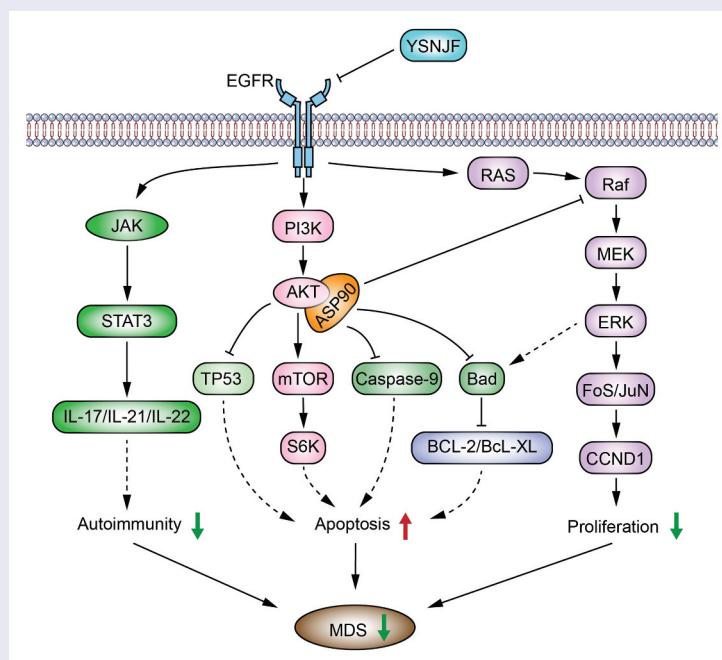 YSNJF
EGFR
RAS
Raf
JAK
PI3K
MEK
AKT
ASP90
STAT3
ERK
TP53
mTOR
Caspase-9
Bad
FoS/JuN
IL-17/IL-21/IL-22
S6K
BCL-2/BcL-XL
CCND1
Autoimmunity
Apoptosis
Proliferation
MDS